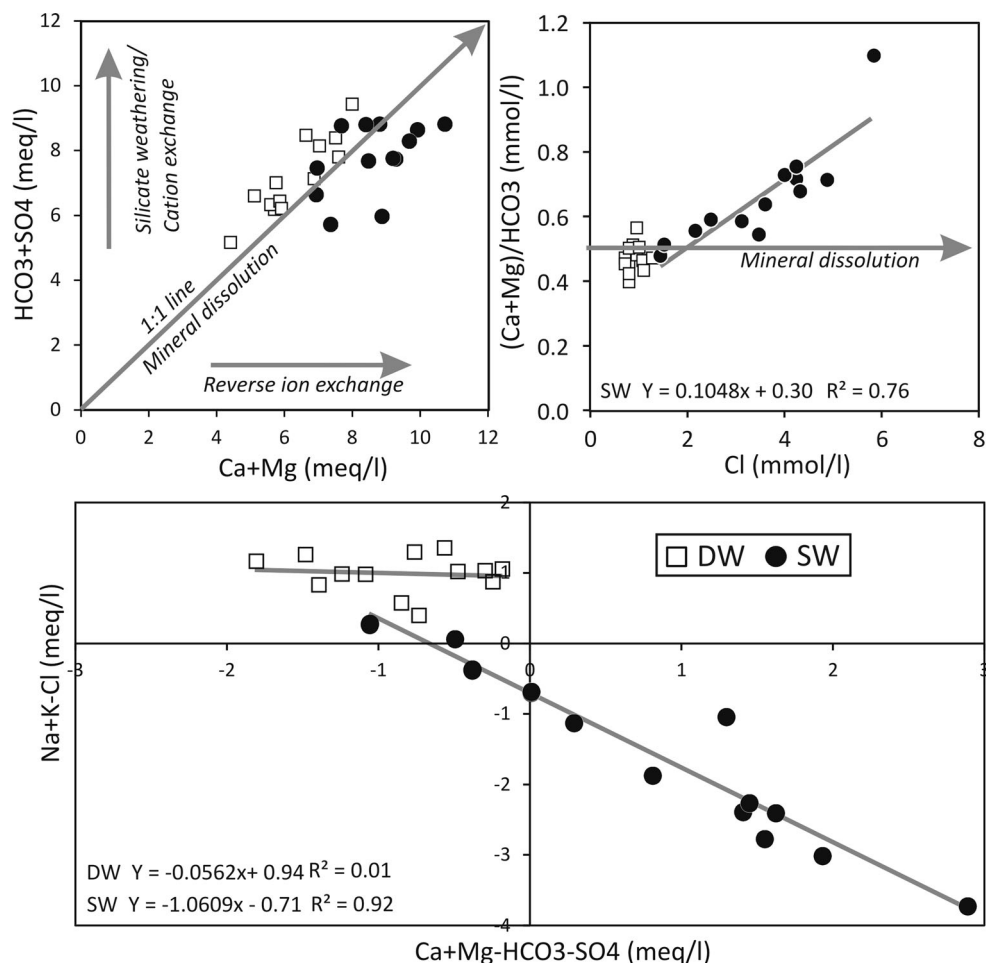 12
10
8
6
4
2
0
HCO3+SO4 (meq/l)
Silicate weathering/
Cation exchange
1:1 line
Mineral dissolution
Reverse ion exchange
0 2 4 6 8 10 12
Ca+Mg (meq/l)
1.2
1.0
0.8
0.6
0.4
0.2
0.0
(Ca+Mg)/HCO3 (mmol/l)
Mineral dissolution
SW Y = 0.1048x + 0.30 R² = 0.76
0 2 4 6 8
Cl (mmol/l)
2
1
0
-1
-2
-3
-4
Na+K-Cl (meq/l)
DW SW
-3 -2 -1 0 1 2 3
DW Y = -0.0562x+ 0.94 R² = 0.01
SW Y = -1.0609x - 0.71 R² = 0.92
Ca+Mg-HCO3-SO4 (meq/l)